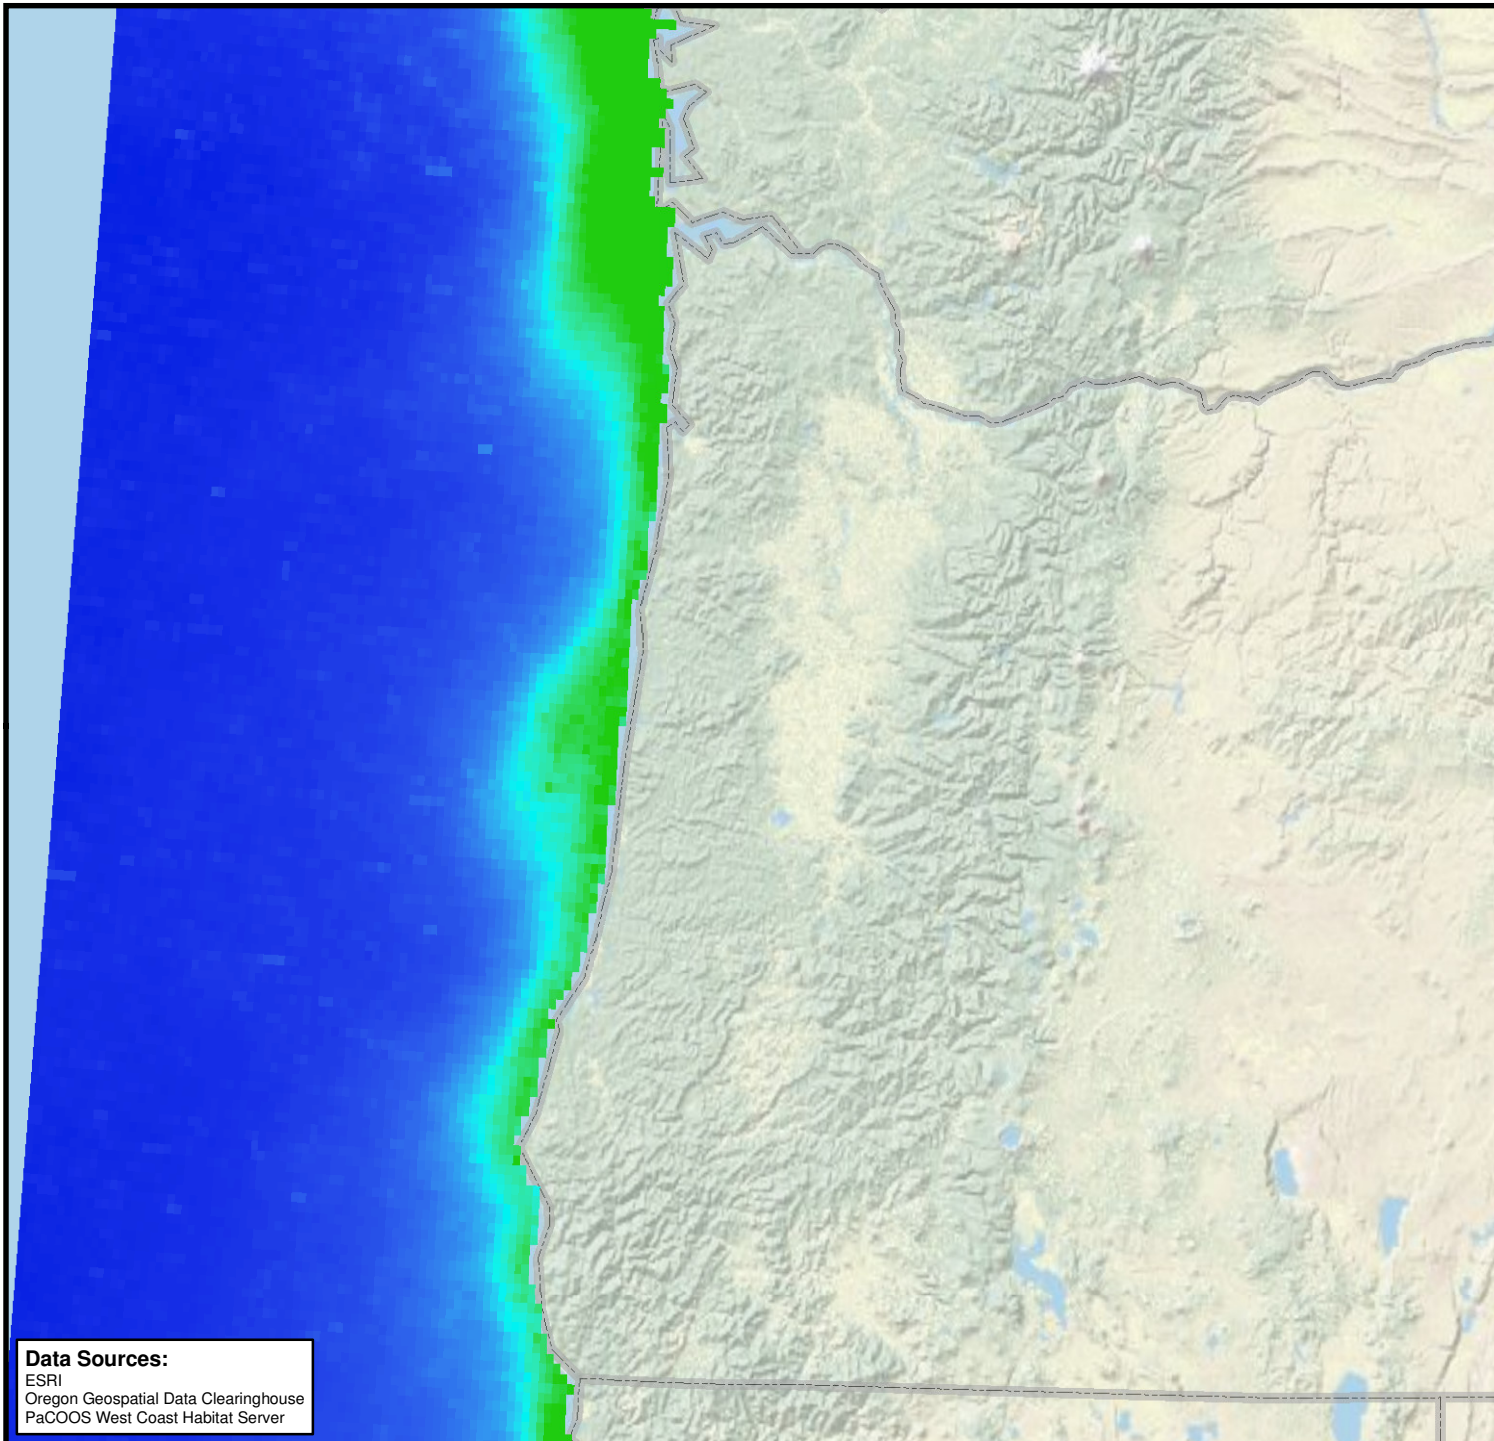 Data Sources:
ESRI
Oregon Geospatial Data Clearinghouse
PaCOOS West Coast Habitat Server